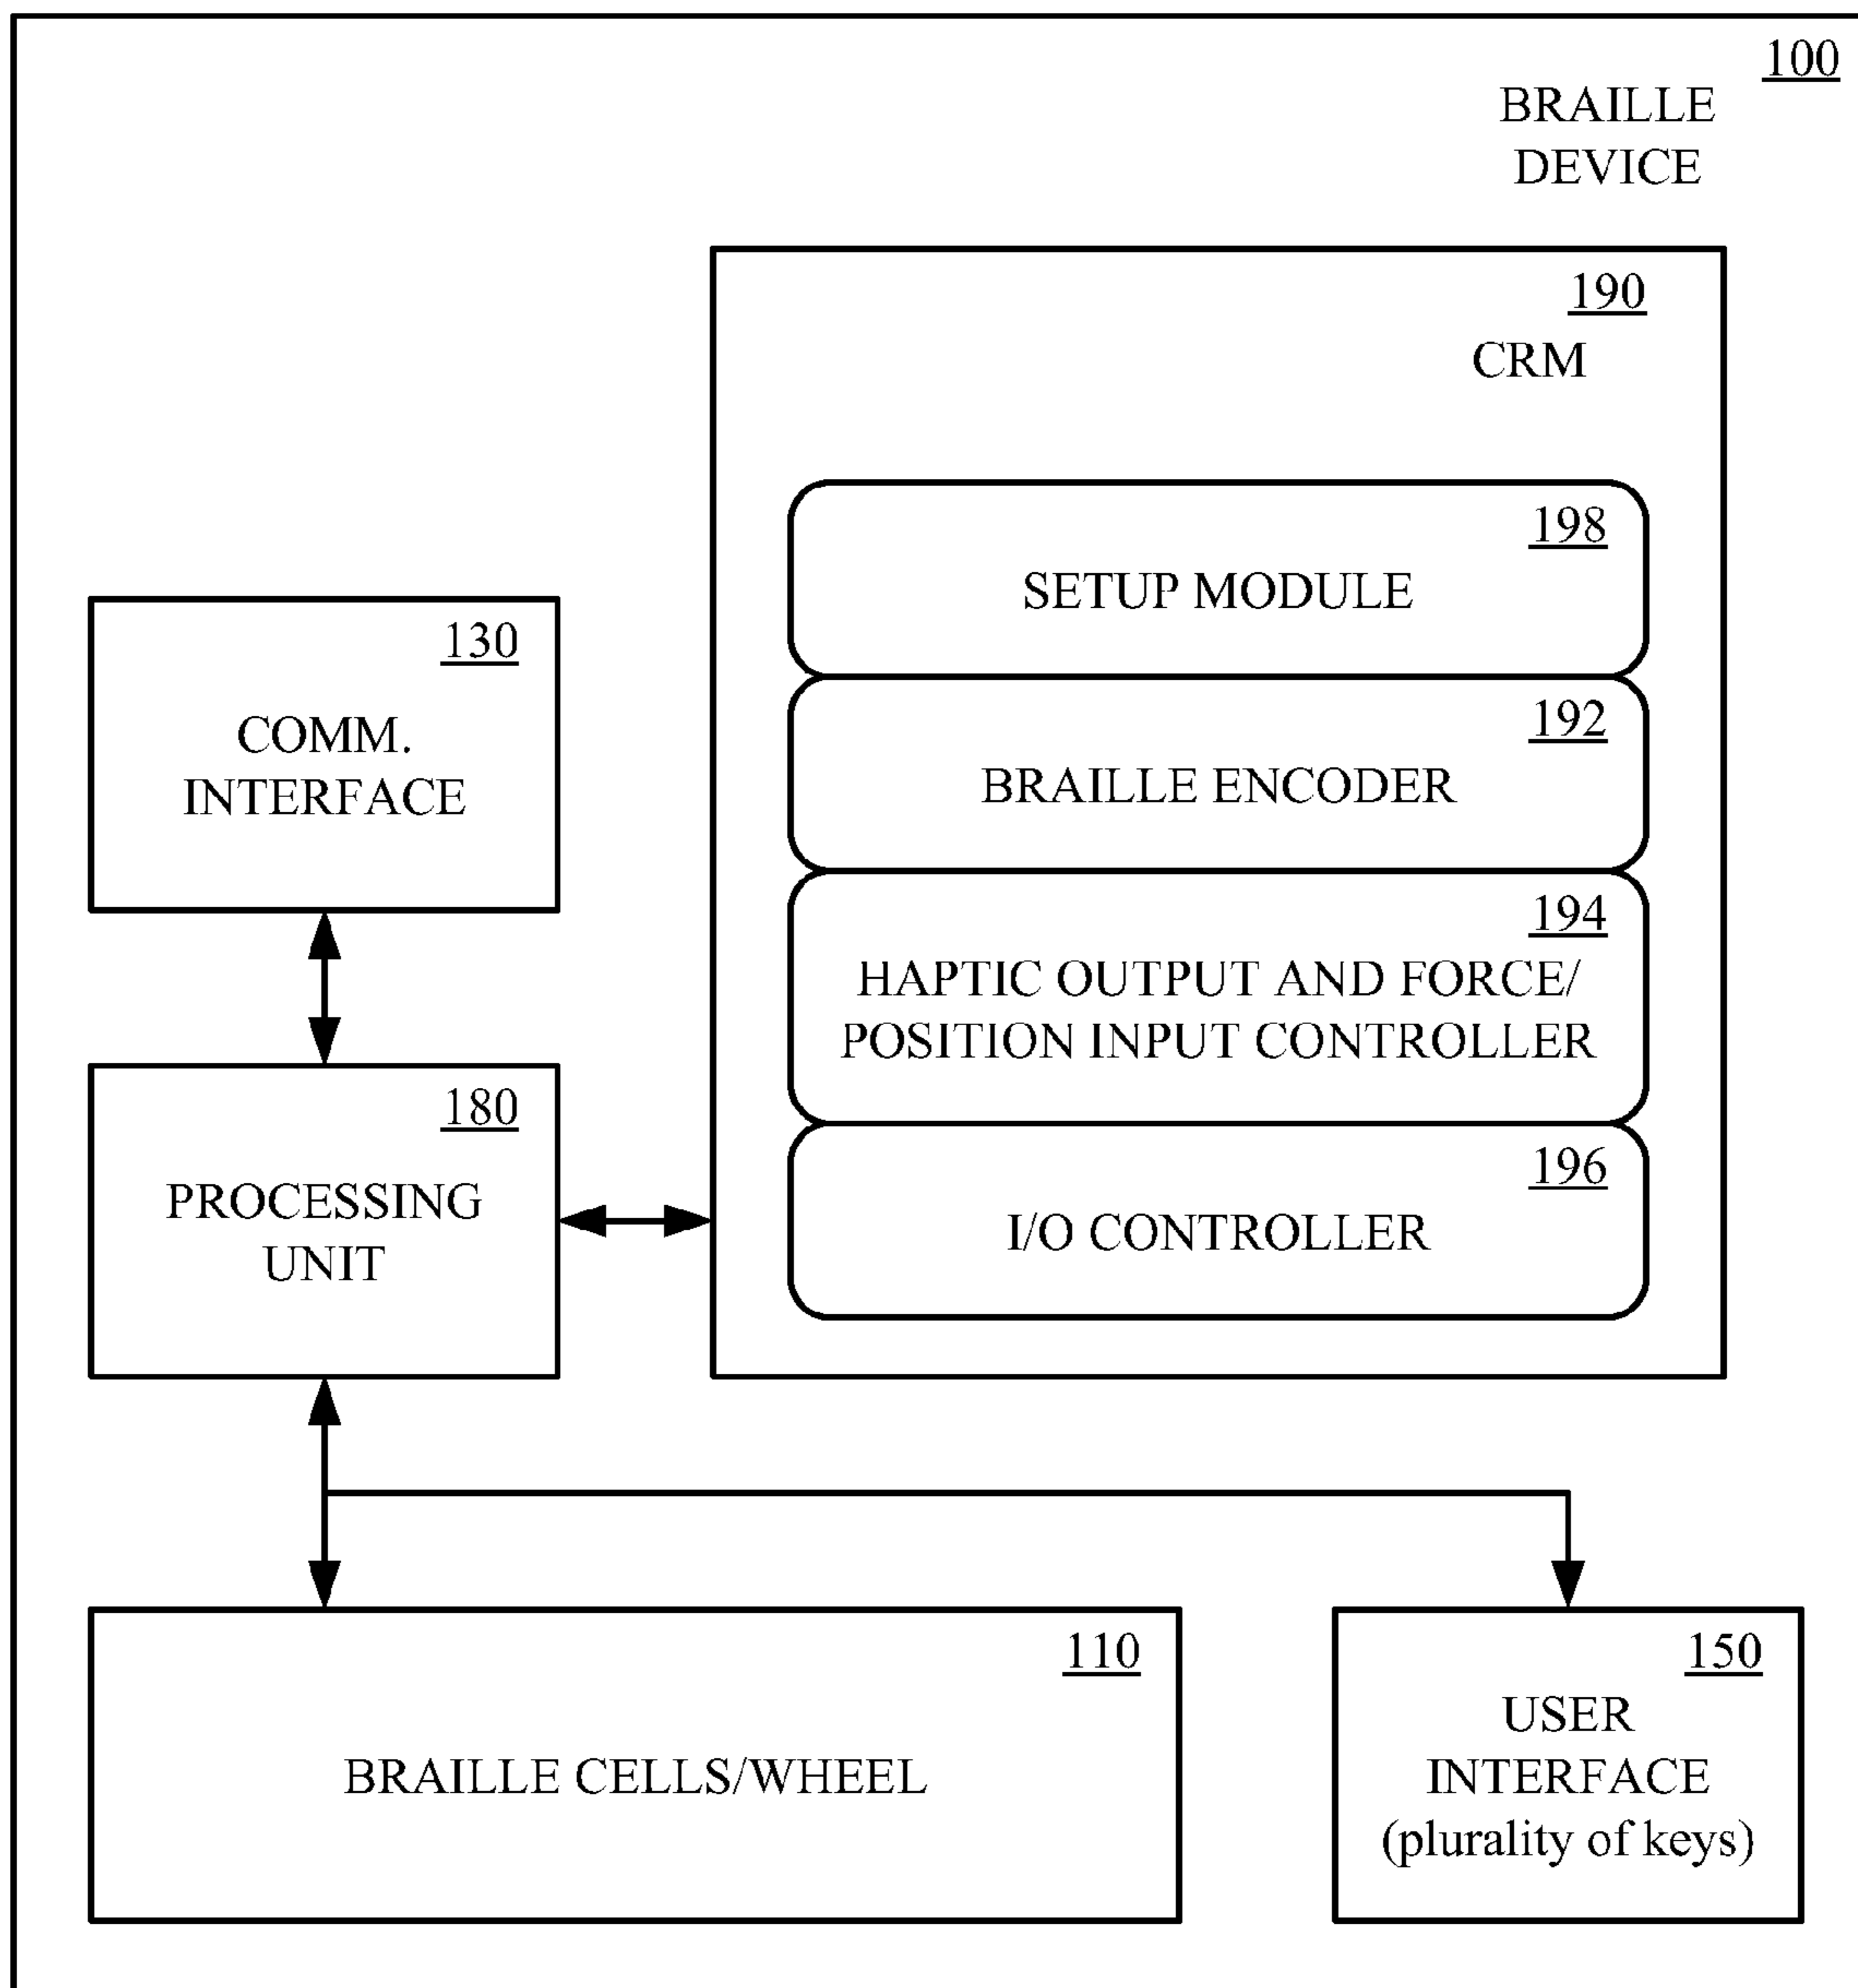 100
BRAILLE
DEVICE
190
CRM
198
SETUP MODULE
192
BRAILLE ENCODER
194
HAPTIC OUTPUT AND FORCE/
POSITION INPUT CONTROLLER
196
I/O CONTROLLER
130
COMM.
INTERFACE
180
PROCESSING
UNIT
110
BRAILLE CELLS/WHEEL
150
USER
INTERFACE
(plurality of keys)